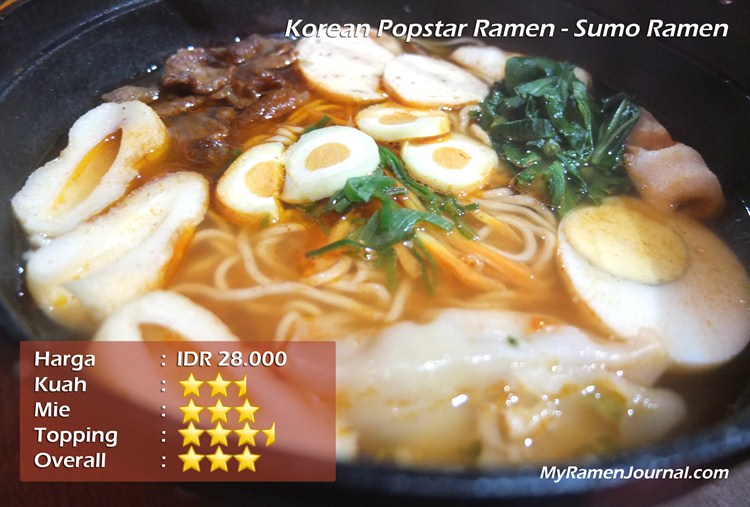 Korean Popstar Ramen - Sumo Ramen
Harga : IDR 28.000
Kuah :
Mie :
Topping :
Overall :
MyRamenJournal.com